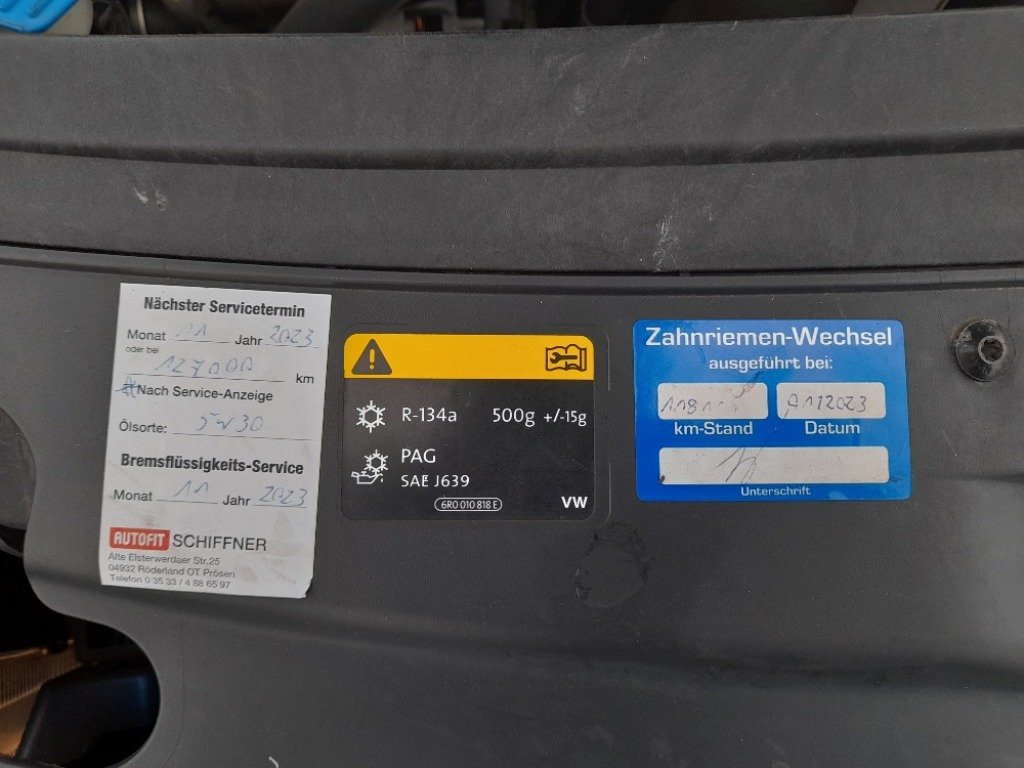 Nächster Servicetermin
Monat 11 Jahr 2023
oder bei
127000 km
Nach Service-Anzeige
Ölsorte: 5W30
Bremsflüssigkeits-Service
Monat 11 Jahr 2023
AUTOFIT SCHIFFNER
Alte Elsterwerdaer Str.25
04932 Röderland OT Prösen
Telefon 0 35 33 / 4 88 65 97
R-134a 500g +/-15g
PAG
SAE J639
6R0 010 818 E VW
Zahnriemen-Wechsel
ausgeführt bei:
km-Stand Datum
Unterschrift